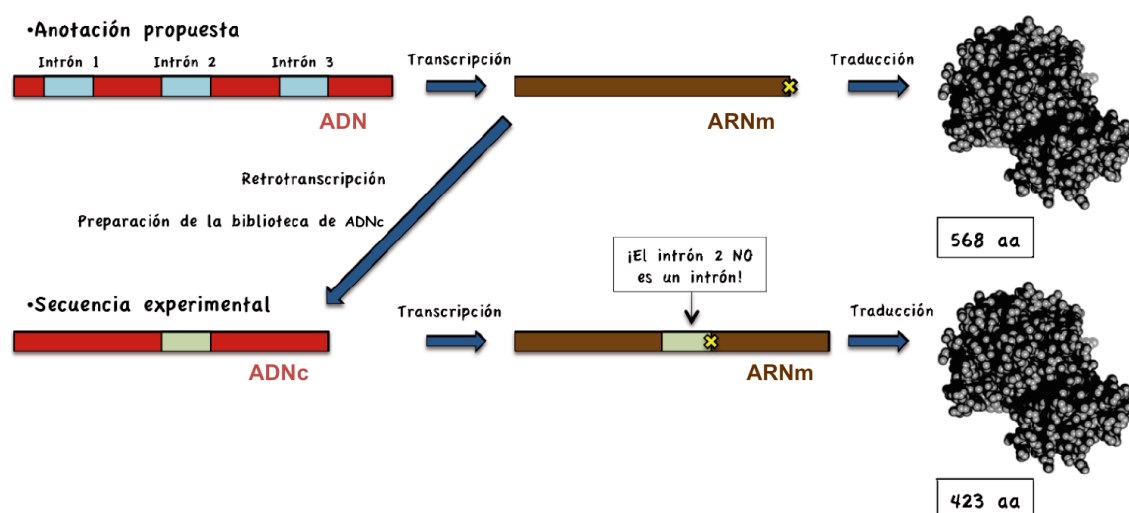 •Anotación propuesta
Intrón 1 Intrón 2 Intrón 3
Transcripción
Traducción
ADN
ARNm
Retrotranscripción
Preparación de la biblioteca de ADNc
568 aa
¡El intrón 2 NO
es un intrón!
•Secuencia experimental
Transcripción
Traducción
ADNc
ARNm
423 aa